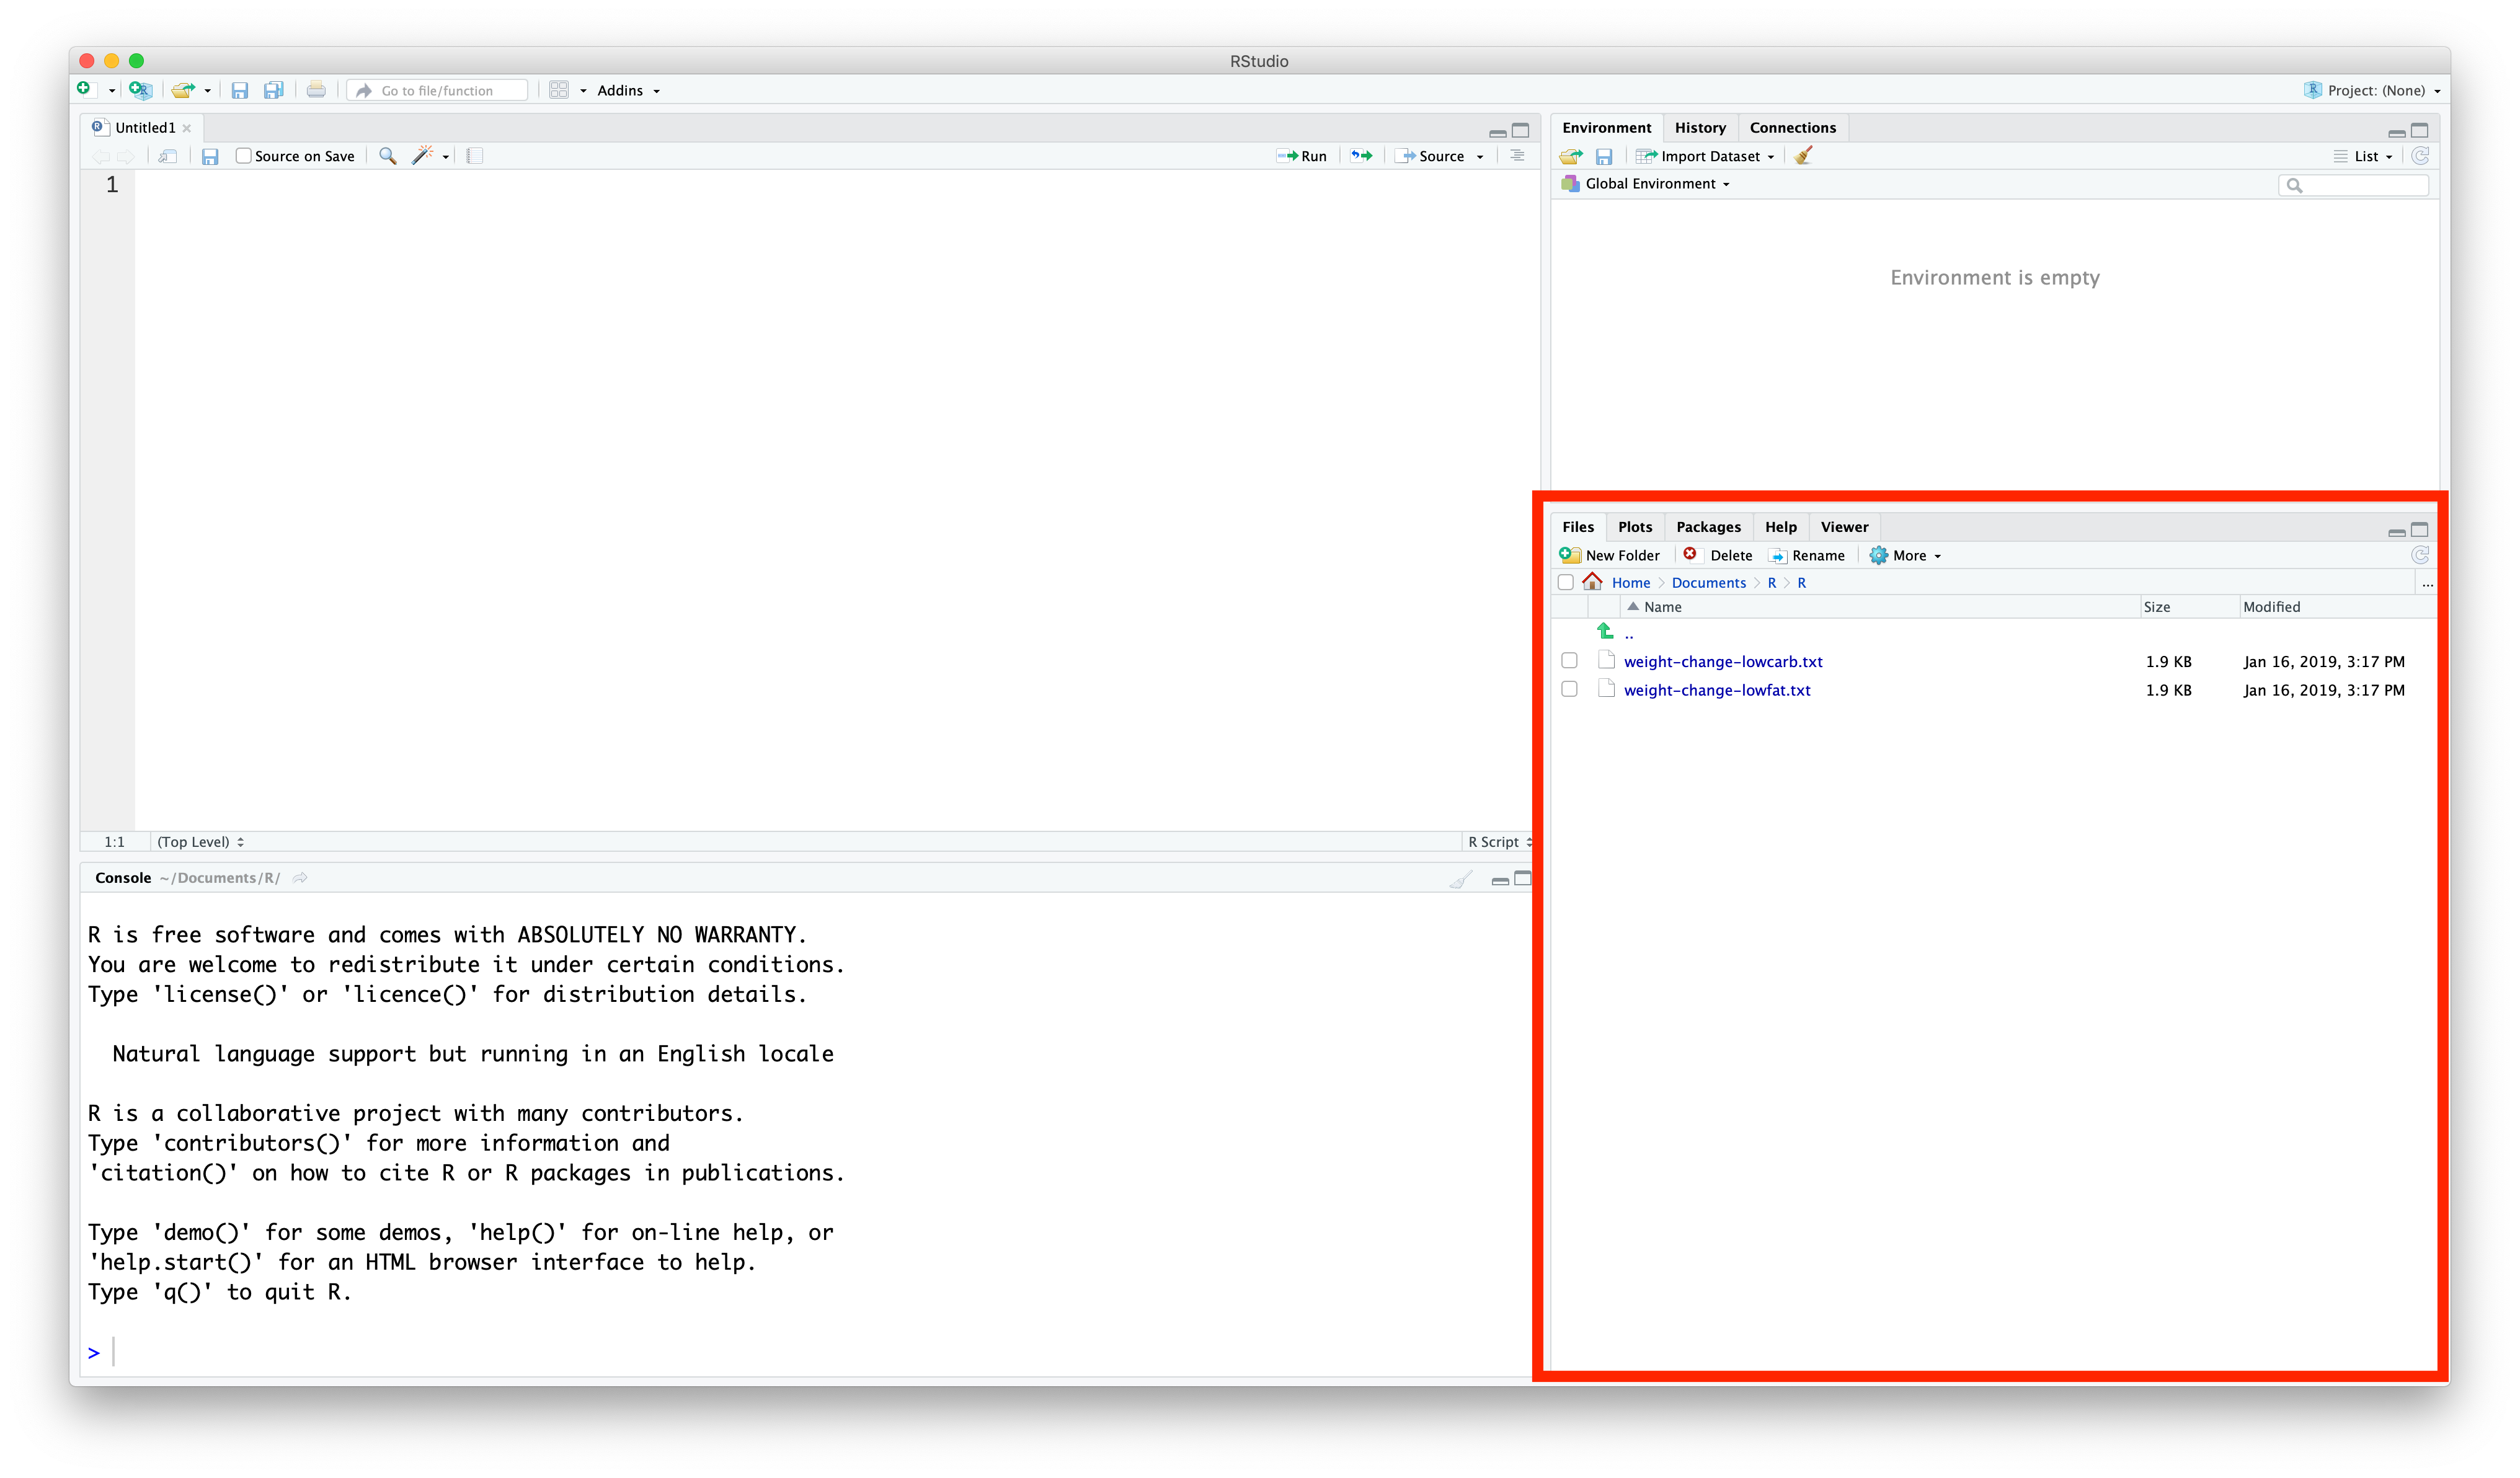 RStudio
Go to file/function
Addins
Project: (None)
Untitled1
Source on Save
Run
Source
1
1:1 (Top Level)
R Script
Console ~/Documents/R/
R is free software and comes with ABSOLUTELY NO WARRANTY.
You are welcome to redistribute it under certain conditions.
Type 'license()' or 'licence()' for distribution details.
Natural language support but running in an English locale
R is a collaborative project with many contributors.
Type 'contributors()' for more information and
'citation()' on how to cite R or R packages in publications.
Type 'demo()' for some demos, 'help()' for on-line help, or
'help.start()' for an HTML browser interface to help.
Type 'q()' to quit R.
>
Environment History Connections
Import Dataset
List
Global Environment
Environment is empty
Files Plots Packages Help Viewer
New Folder Delete Rename More
Home > Documents > R > R
...
Name Size Modified
..
weight-change-lowcarb.txt 1.9 KB Jan 16, 2019, 3:17 PM
weight-change-lowfat.txt 1.9 KB Jan 16, 2019, 3:17 PM